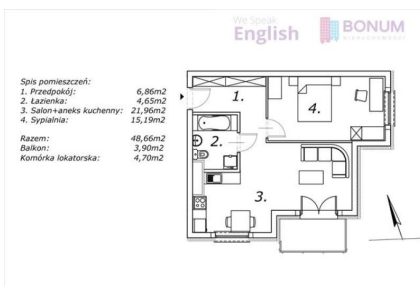 We Speak
English
BONUM
NIERUCHOMOŚCI
Spis pomieszczeń:
1. Przedpokój: 6,86m2
2. Łazienka: 4,65m2
3. Salon+aneks kuchenny: 21,96m2
4. Sypialnia: 15,19m2
Razem: 48,66m2
Balkon: 3,90m2
Komórka lokatorska: 4,70m2
1.
2.
3.
4.